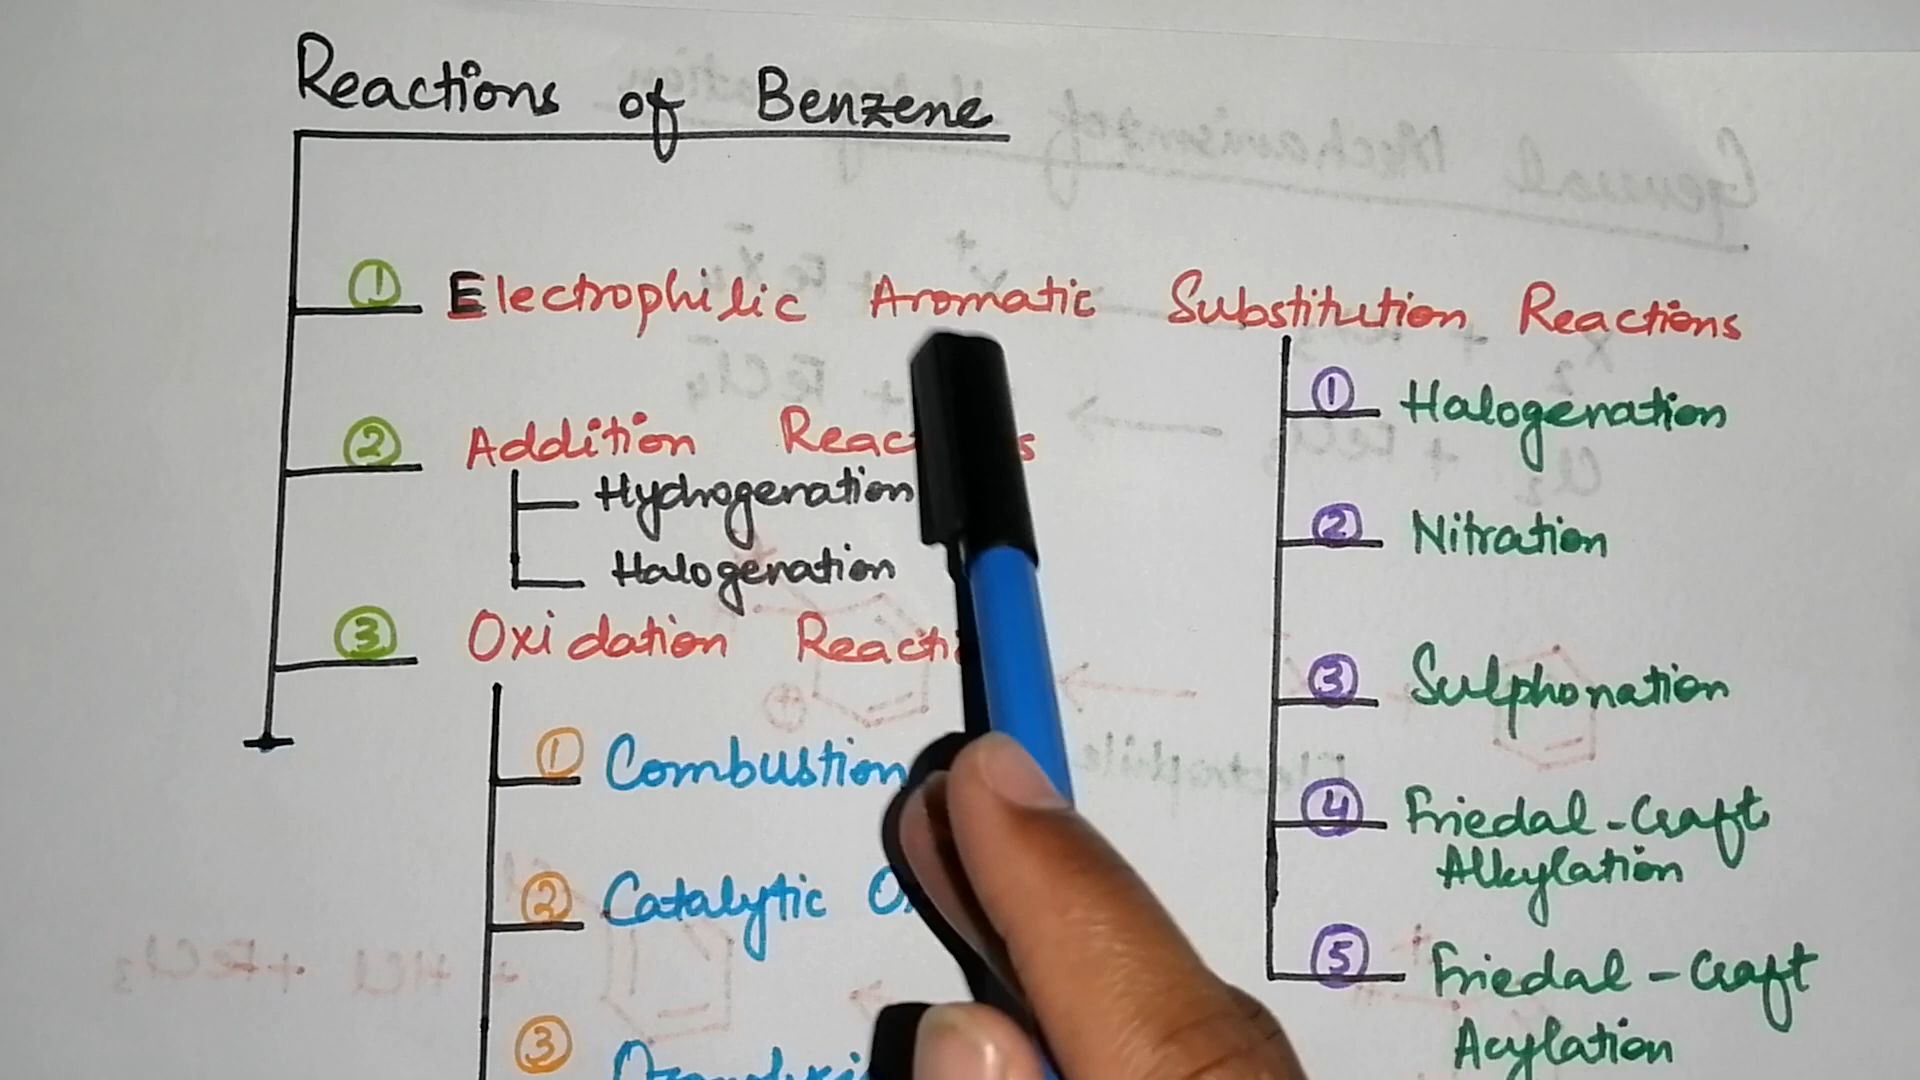 Reactions of Benzene
① Electrophilic Aromatic Substitution Reactions
① Halogenation
② Nitration
③ Sulphonation
④ Friedal-Craft
Alkylation
⑤ Friedal-Craft
Acylation
② Addition
Hydrogenation
Halogenation
③ Oxidation
① Combustion
② Catalytic
③